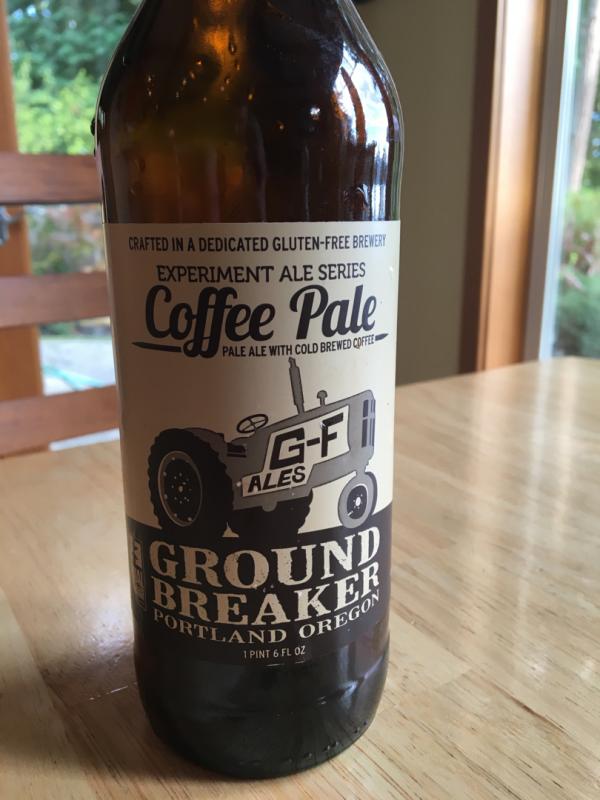 CRAFTED IN A DEDICATED GLUTEN-FREE BREWERY
EXPERIMENT ALE SERIES
Coffee Pale
PALE ALE WITH COLD BREWED COFFEE
G-F
ALES
GROUND
BREAKER
PORTLAND OREGON
1 PINT 6 FL OZ